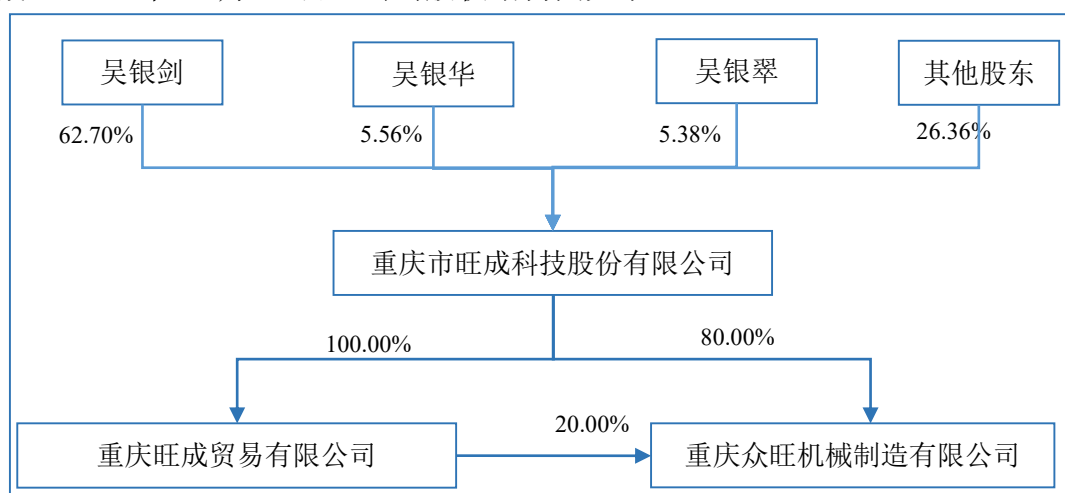 吴银剑
吴银华
吴银翠
其他股东
62.70%
5.56%
5.38%
26.36%
重庆市旺成科技股份有限公司
100.00%
80.00%
重庆旺成贸易有限公司
20.00%
重庆众旺机械制造有限公司